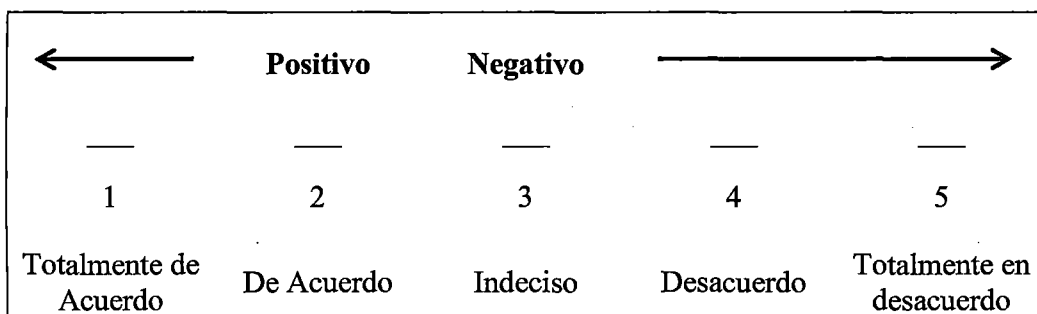 Positivo Negativo
1 2 3 4 5
Totalmente de Acuerdo De Acuerdo Indeciso Desacuerdo Totalmente en desacuerdo